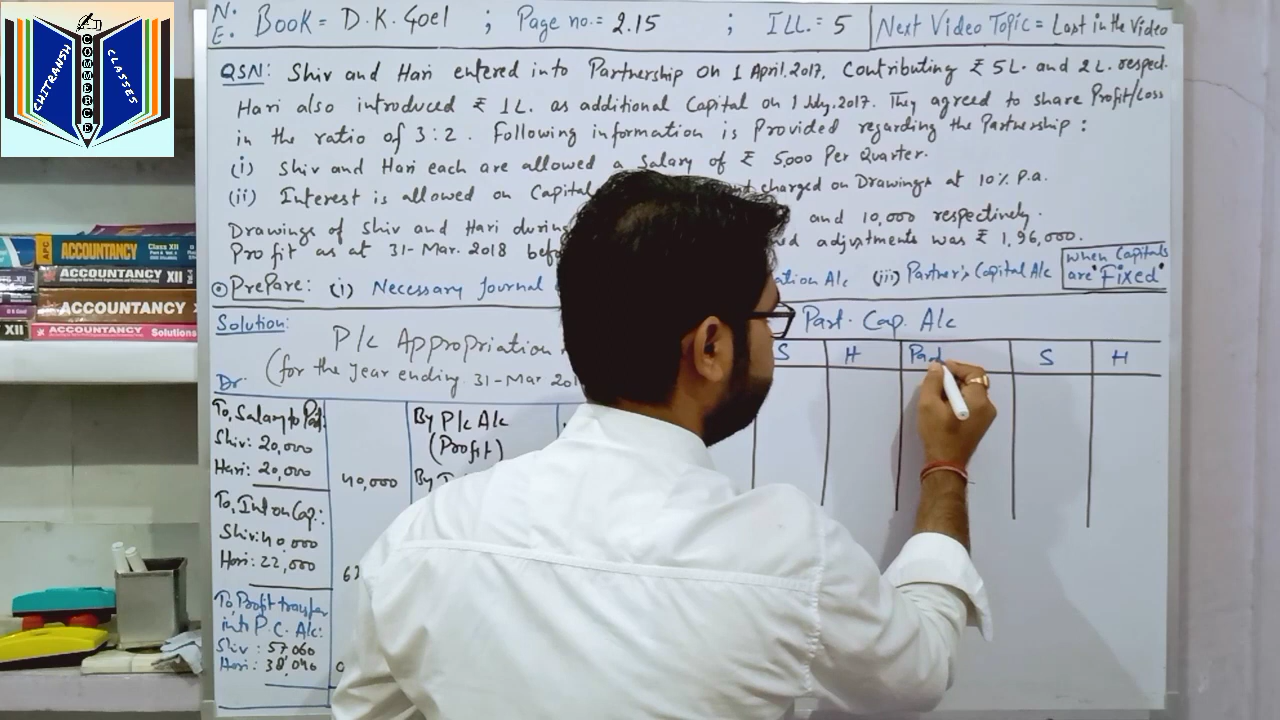 CHITRANSH
COMMERCE
CLASSES
N:
E:
BOOK = D.K. Goel ; Page no. = 2.15 ; ILL. = 5
Next Video Topic = Last in the Video
QSN: Shiv and Hari entered into Partnership on 1 April, 2017, Contributing ₹ 5L. and 2L. respect.
Hari also introduced ₹ 1L. as additional Capital on 1 July, 2017. They agreed to share Profit/Loss
in the ratio of 3:2. Following information is Provided regarding the Partnership:
(i) Shiv and Hari each are allowed a Salary of ₹ 5,000 Per Quarter.
(ii) Interest is allowed on Capital charged on Drawings at 10% p.a.
Drawings of Shiv and Hari during and 10,000 respectively.
Profit as at 31-Mar. 2018 adjustments was ₹ 1,96,000.
Prepare: (i) Necessary Journal A/c (iii) Partner's Capital A/c
When Capitals
are "Fixed"
Solution:
P/L Appropriation
(for the year ending 31-Mar
Dr.
To, Salary to Part.
Shiv: 20,000
Hari: 20,000
40,000
To, Int on Cap:
Shiv:
Hari: 22,000
To, Profit transfer
into P.C. A/c:
Shiv : 57,060
Hari: 38,040
By P/L A/c
(Profit)
By
Part. Cap. A/c
S H S H
ACCOUNTANCY Class XII
ACCOUNTANCY XII
ACCOUNTANCY
XII ACCOUNTANCY Solutions